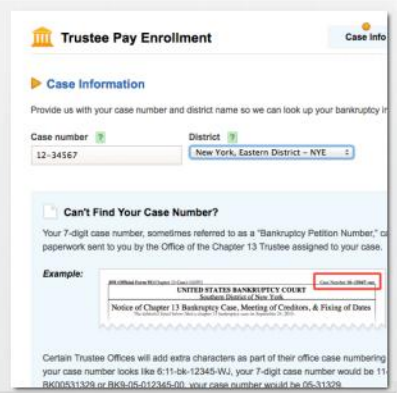 Trustee Pay Enrollment
Case Info
Case Information
Provide us with your case number and district name so we can look up your bankruptcy in
Case number ? District ?
12-34567 New York, Eastern District - NYE
Can't Find Your Case Number?
Your 7-digit case number, sometimes referred to as a "Bankruptcy Petition Number," ca
paperwork sent to you by the Office of the Chapter 13 Trustee assigned to your case.
Example:
UNITED STATES BANKRUPTCY COURT
Southern District of New York
Notice of Chapter 13 Bankruptcy Case, Meeting of Creditors, & Fixing of Dates
Certain Trustee Offices will add extra characters as part of their office case numbering
your case number looks like 6:11-bk-12345-WJ, your 7-digit case number would be 11-
BK00531329 or BK9-05-012345-00, your case number would be 05-31329.